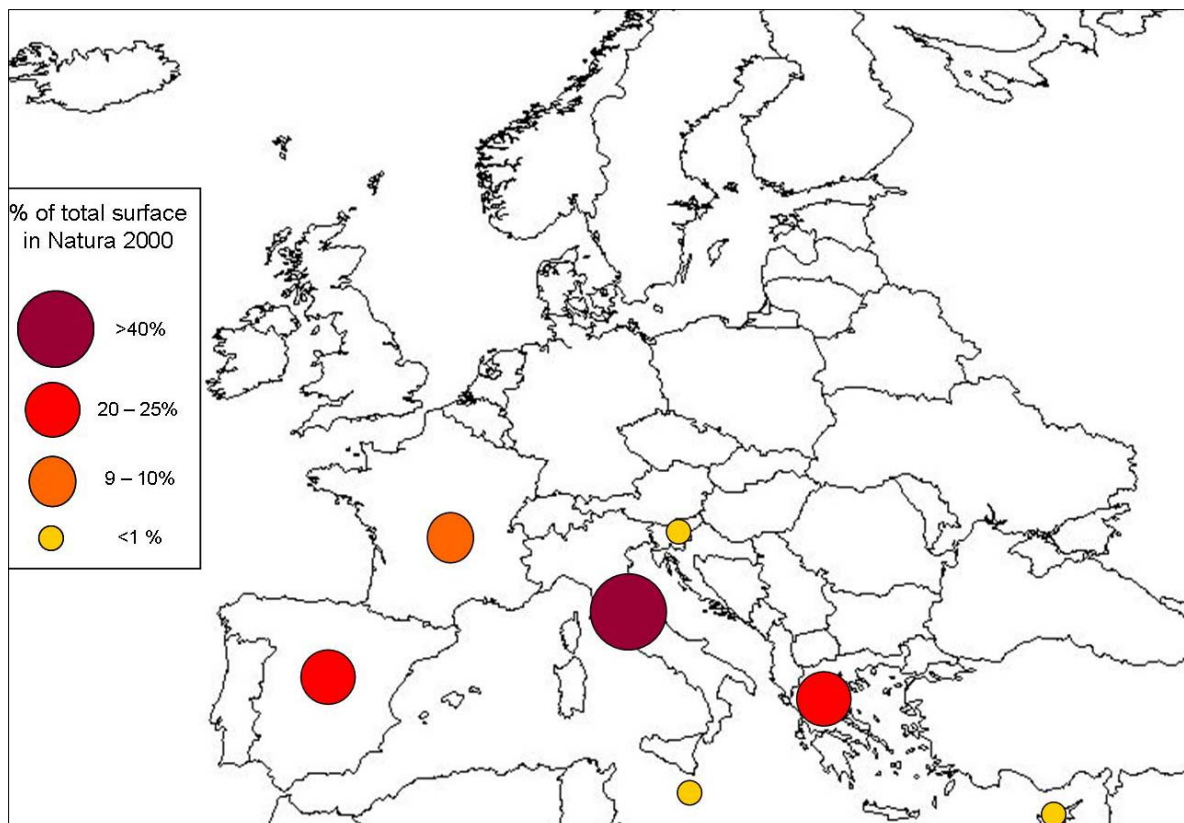 % of total surface
in Natura 2000
>40%
20 – 25%
9 – 10%
<1 %